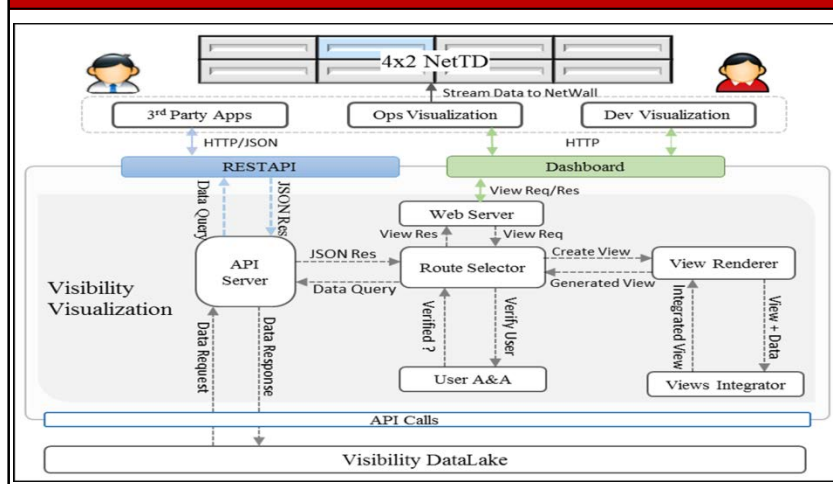 4x2 NetTD
Stream Data to NetWall
3rd Party Apps
Ops Visualization
Dev Visualization
HTTP/JSON
HTTP
RESTAPI
Dashboard
Data Query
JSON Res
View Req/Res
Web Server
View Res
View Req
API
Server
JSON Res
Data Query
Route Selector
Create View
Generated View
View Renderer
Visibility
Visualization
Data Request
Data Response
Verified ?
Verify User
Integrated View
View + Data
User A&A
Views Integrator
API Calls
Visibility DataLake